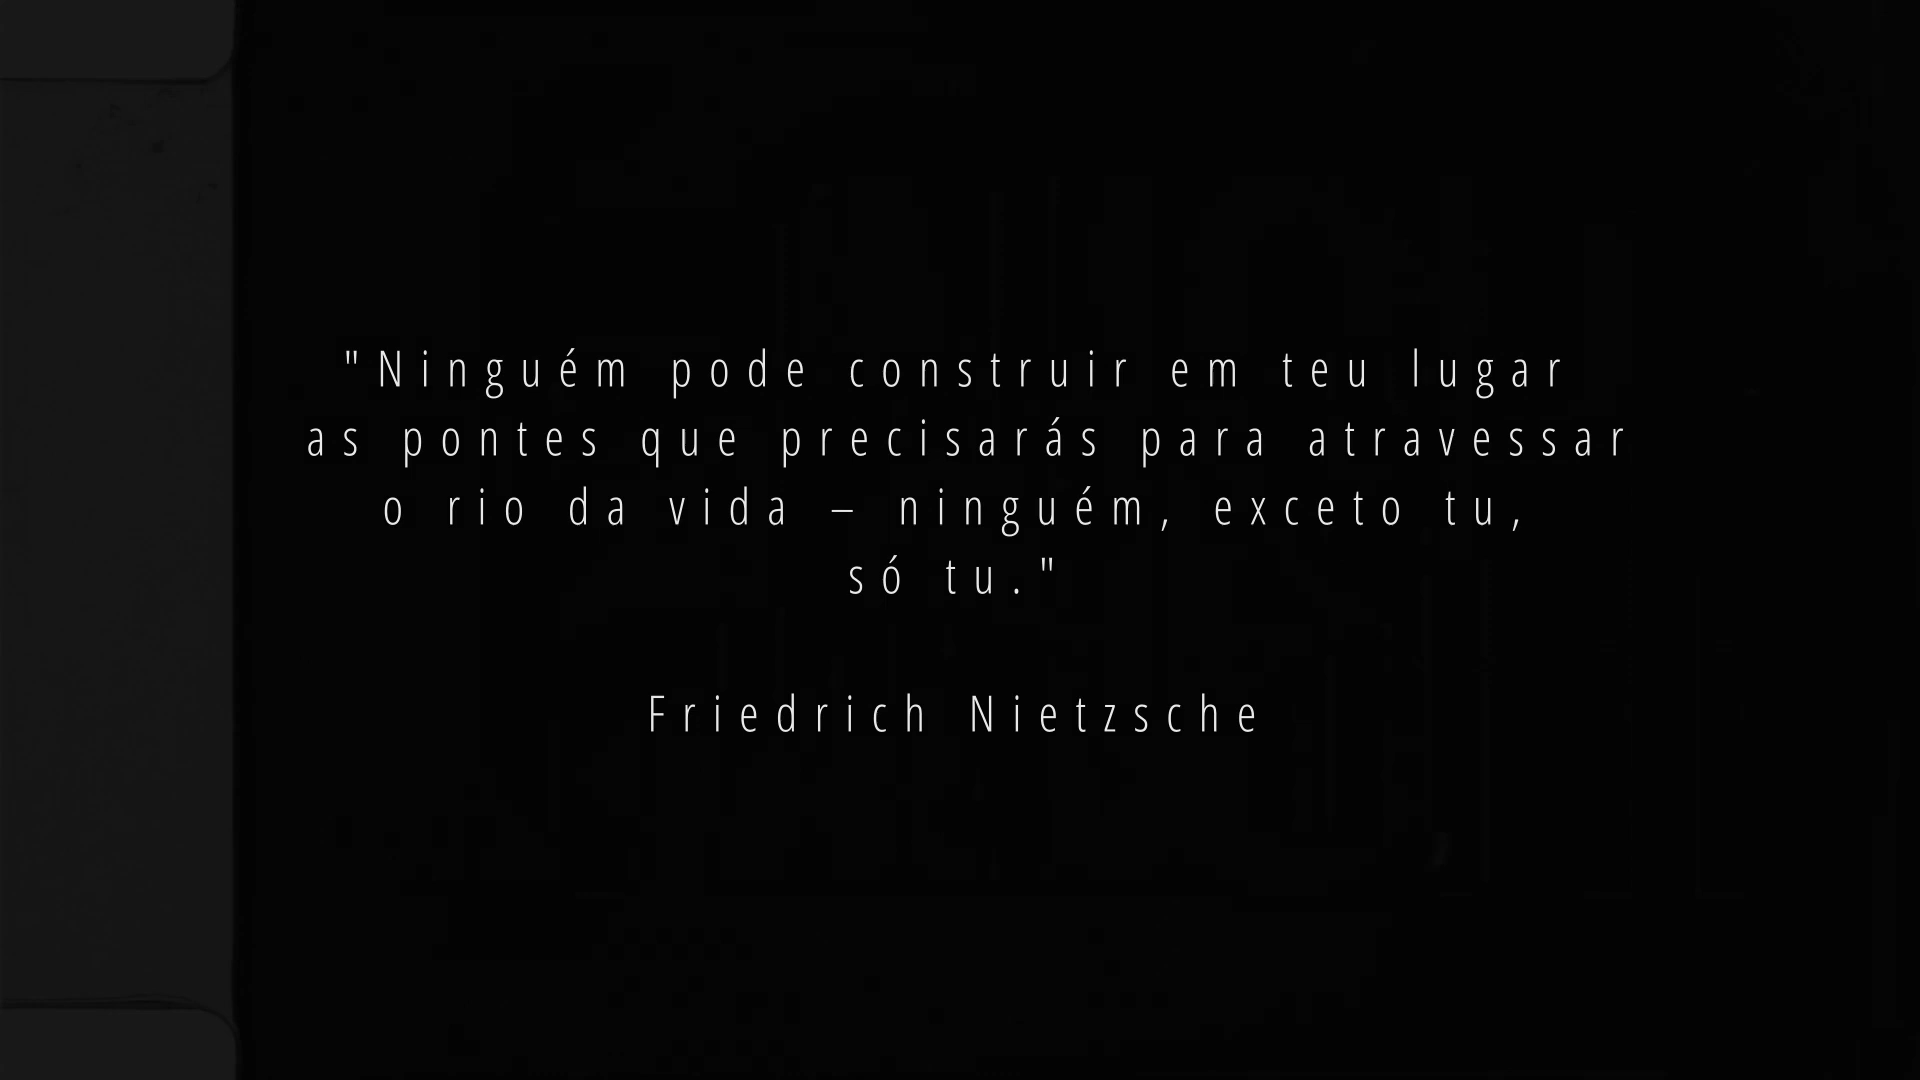 "Ninguém pode construir em teu lugar
as pontes que precisarás para atravessar
o rio da vida – ninguém, exceto tu,
só tu."
Friedrich Nietzsche